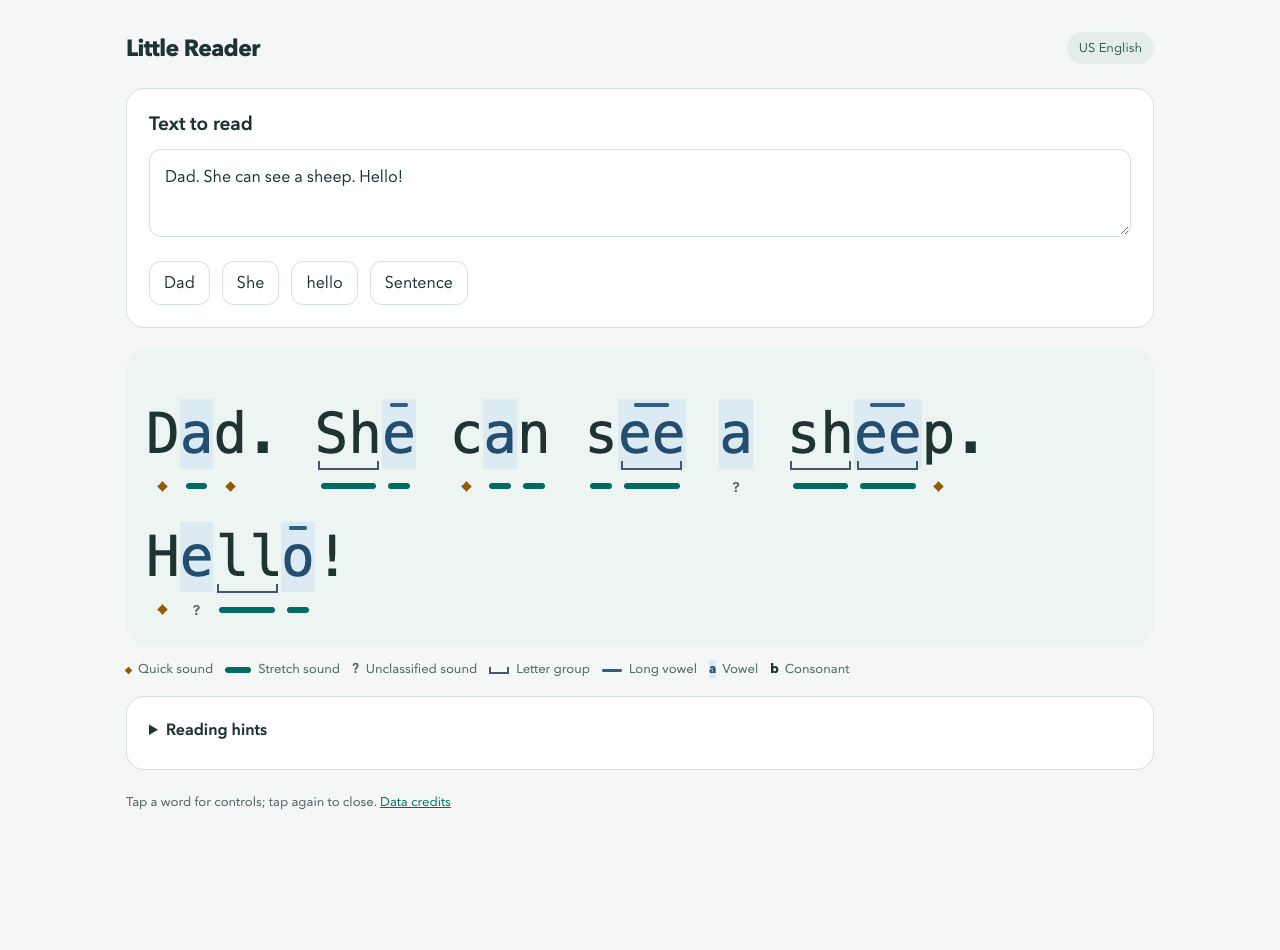 Little Reader
US English
Text to read
Dad. She can see a sheep. Hello!
Dad She hello Sentence
Dad. Shē can see a sheep.
?
Hellō!
?
Quick sound Stretch sound ? Unclassified sound Letter group Long vowel a Vowel b Consonant
Reading hints
Tap a word for controls; tap again to close. Data credits